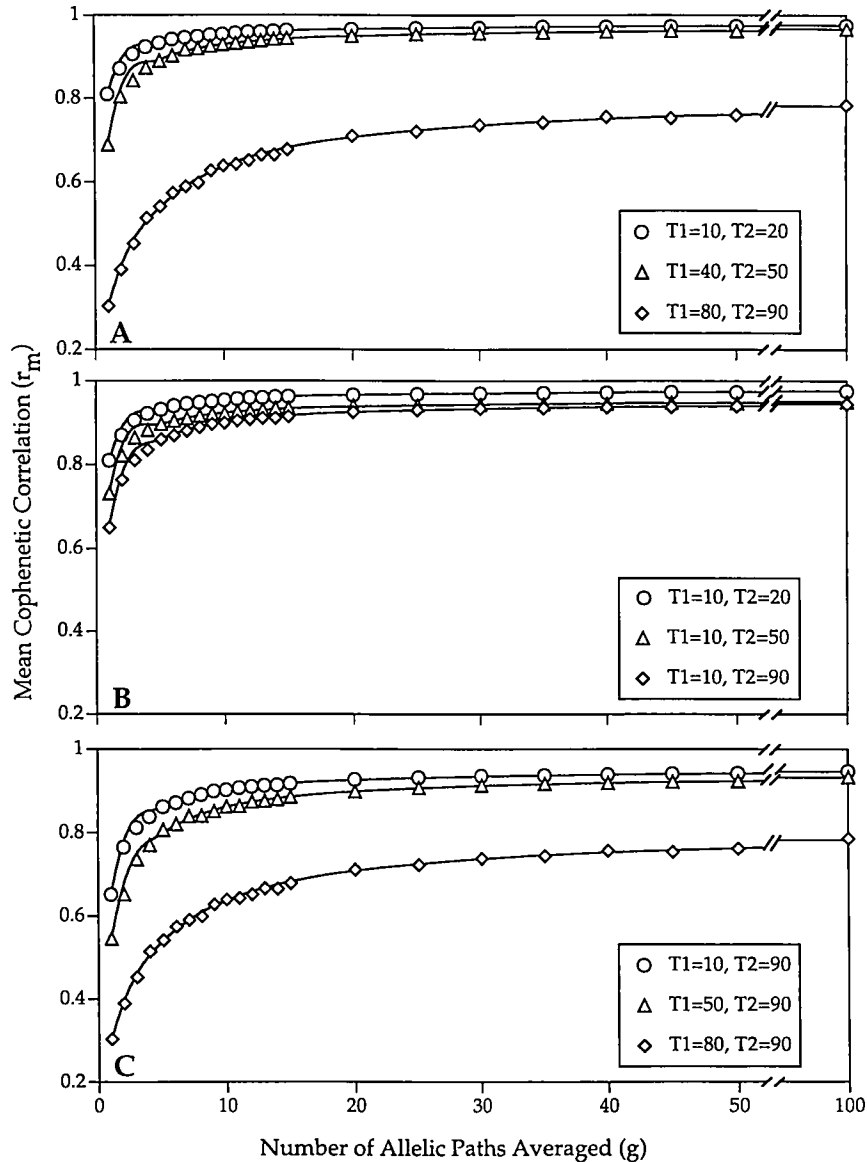 Mean Cophenetic Correlation (rm)
1
0.8
0.6
0.4
0.2
A
T1=10, T2=20
T1=40, T2=50
T1=80, T2=90
1
0.8
0.6
0.4
0.2
B
T1=10, T2=20
T1=10, T2=50
T1=10, T2=90
1
0.8
0.6
0.4
0.2
C
T1=10, T2=90
T1=50, T2=90
T1=80, T2=90
0 10 20 30 40 50 100
Number of Allelic Paths Averaged (g)